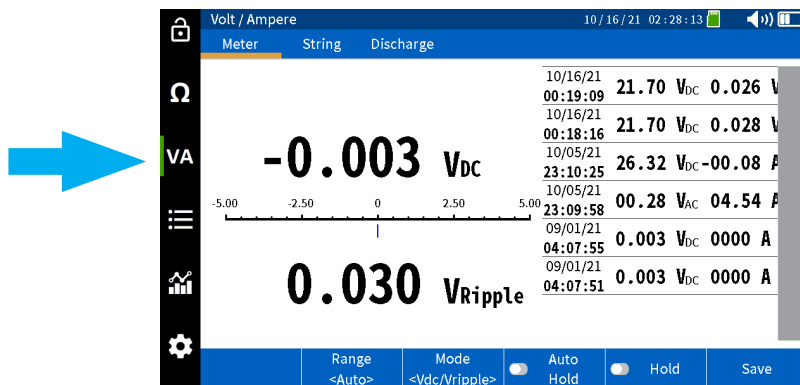 Volt / Ampere 10/16/21 02:28:13
Meter String Discharge
Ω
VA
-0.003 VDC
-5.00 -2.50 0 2.50 5.00
0.030 VRipple
10/16/21
00:19:09 21.70 VDC 0.026
10/16/21
00:18:16 21.70 VDC 0.028
10/05/21
23:10:25 26.32 VDC -00.08 A
10/05/21
23:09:58 00.28 VAC 04.54 A
09/01/21
04:07:55 0.003 VDC 0000 A
09/01/21
04:07:51 0.003 VDC 0000 A
Range
<Auto>
Mode
<Vdc/Vripple>
Auto
Hold
Hold
Save